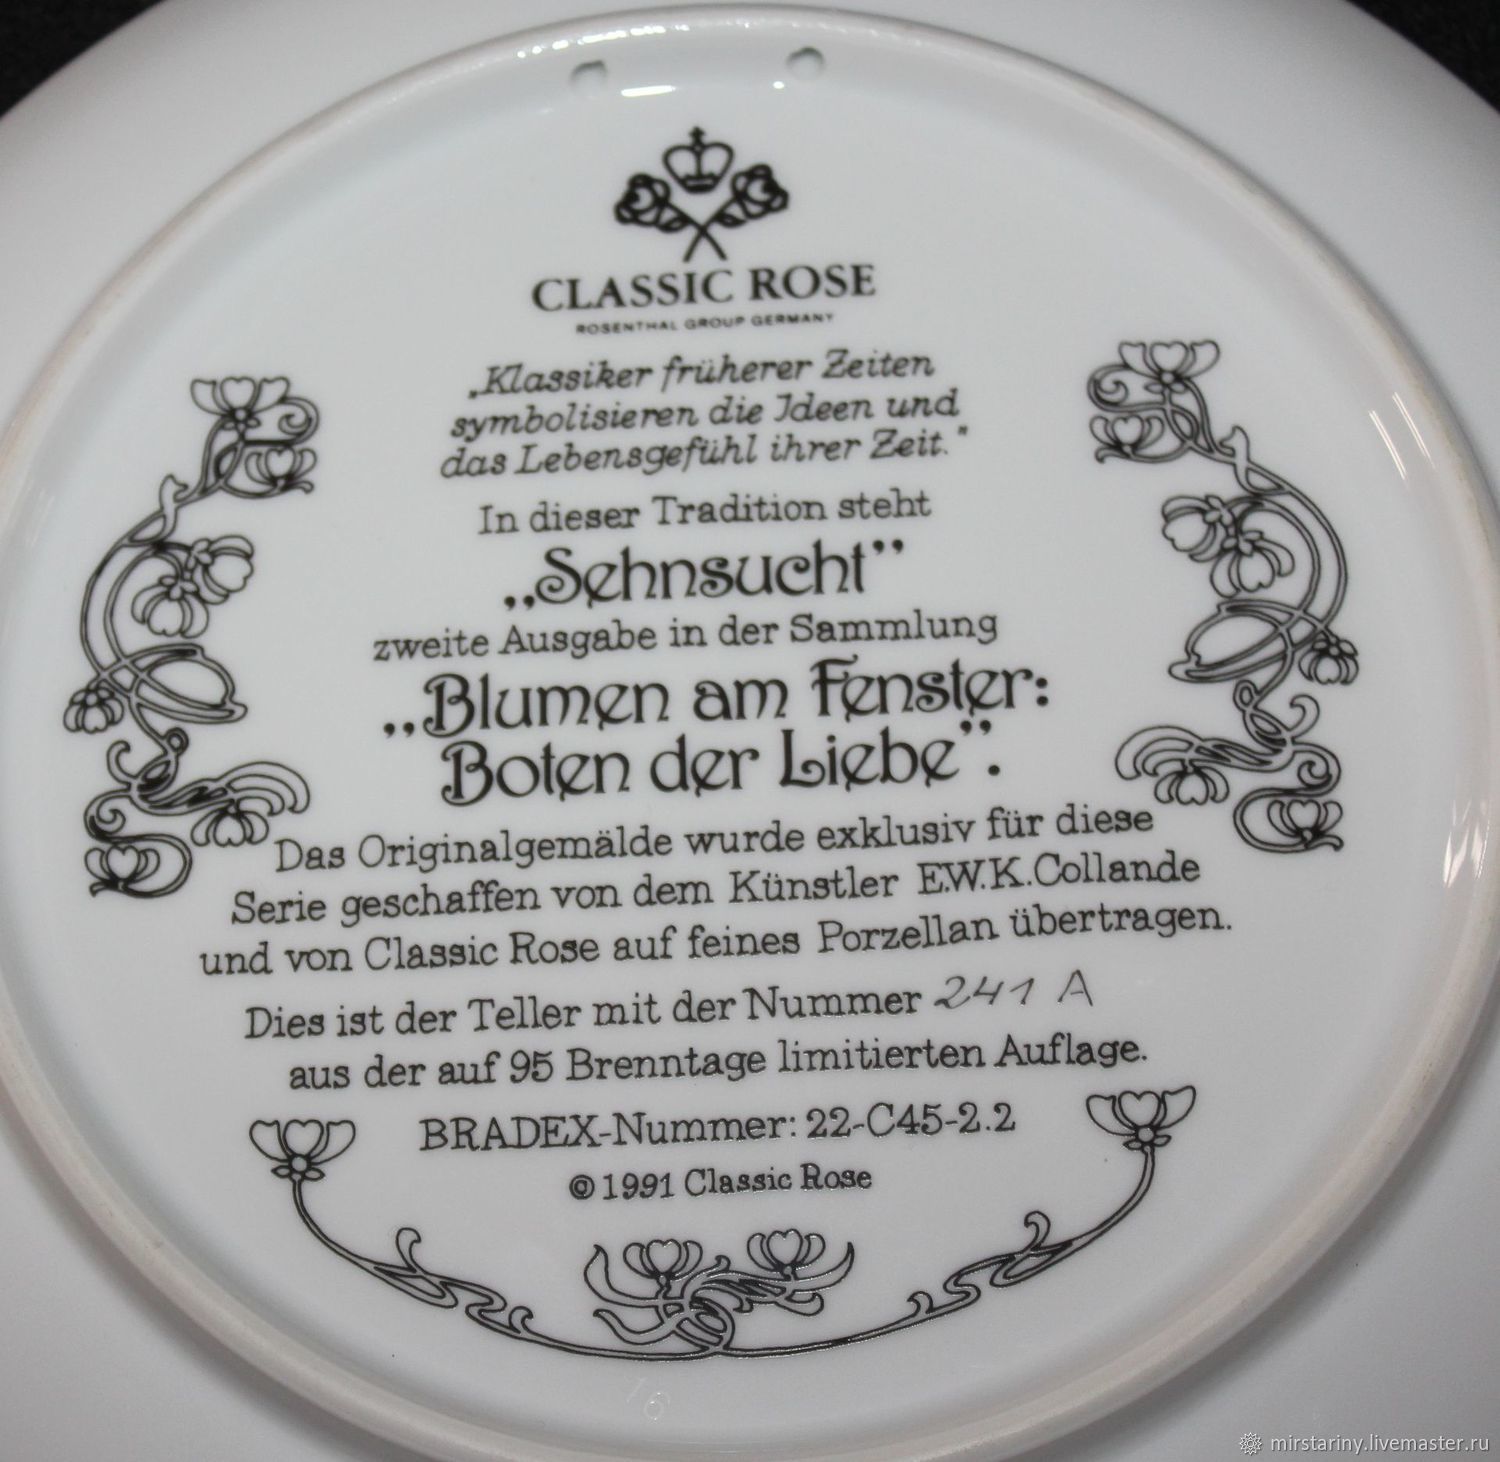 CLASSIC ROSE
ROSENTHAL GROUP GERMANY
„Klassiker früherer Zeiten
symbolisieren die Ideen und
das Lebensgefühl ihrer Zeit."
In dieser Tradition steht
„Sehnsucht”
zweite Ausgabe in der Sammlung
„Blumen am Fenster:
Boten der Liebe”.
Das Originalgemälde wurde exklusiv für diese
Serie geschaffen von dem Künstler E.W.K.Collande
und von Classic Rose auf feines Porzellan übertragen.
Dies ist der Teller mit der Nummer 241 A
aus der auf 95 Brenntage limitierten Auflage.
BRADEX-Nummer: 22-C45-2.2
© 1991 Classic Rose
16
mirstariny.livemaster.ru